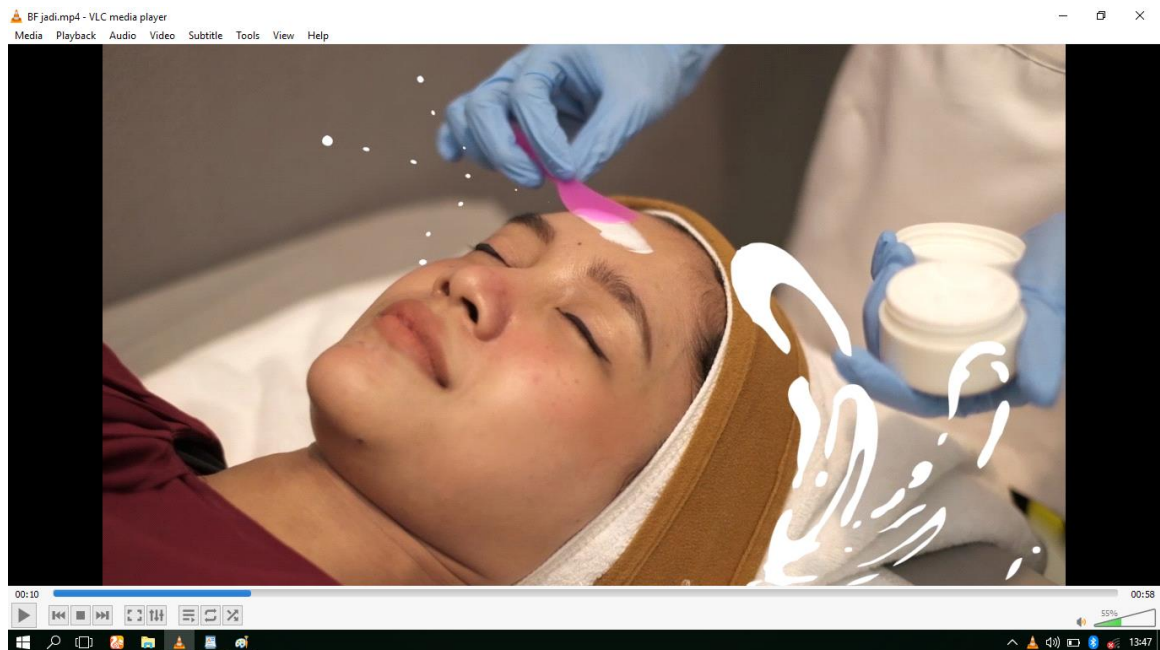 BF jadi.mp4 - VLC media player
Media Playback Audio Video Subtitle Tools View Help
00:10 00:58
55%
13:47